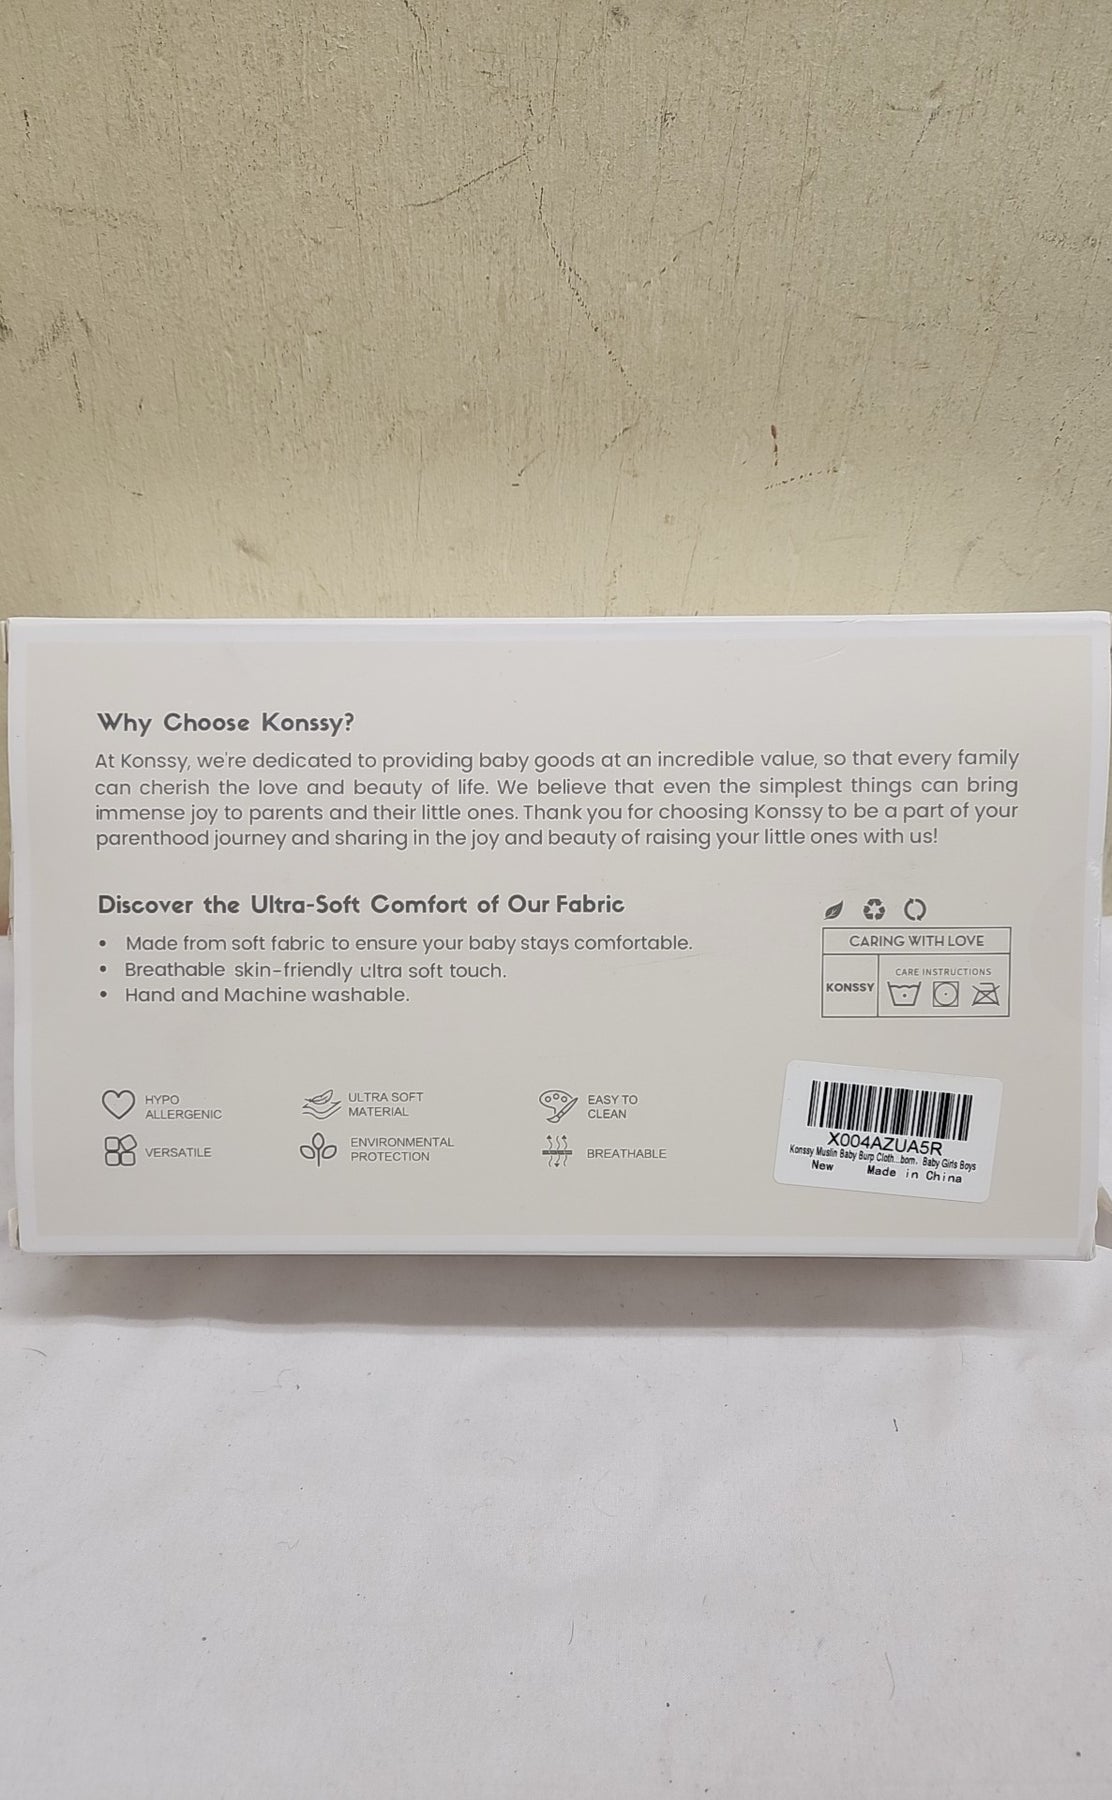 Why Choose Konssy?
At Konssy, we're dedicated to providing baby goods at an incredible value, so that every family
can cherish the love and beauty of life. We believe that even the simplest things can bring
immense joy to parents and their little ones. Thank you for choosing Konssy to be a part of your
parenthood journey and sharing in the joy and beauty of raising your little ones with us!
Discover the Ultra-Soft Comfort of Our Fabric
• Made from soft fabric to ensure your baby stays comfortable.
• Breathable skin-friendly ultra soft touch.
• Hand and Machine washable.
CARING WITH LOVE
KONSSY
CARE INSTRUCTIONS
HYPO
ALLERGENIC
ULTRA SOFT
MATERIAL
EASY TO
CLEAN
VERSATILE
ENVIRONMENTAL
PROTECTION
BREATHABLE
X004AZUA5R
Konssy Muslin Baby Burp Cloth...born, Baby Girls Boys
New Made in China